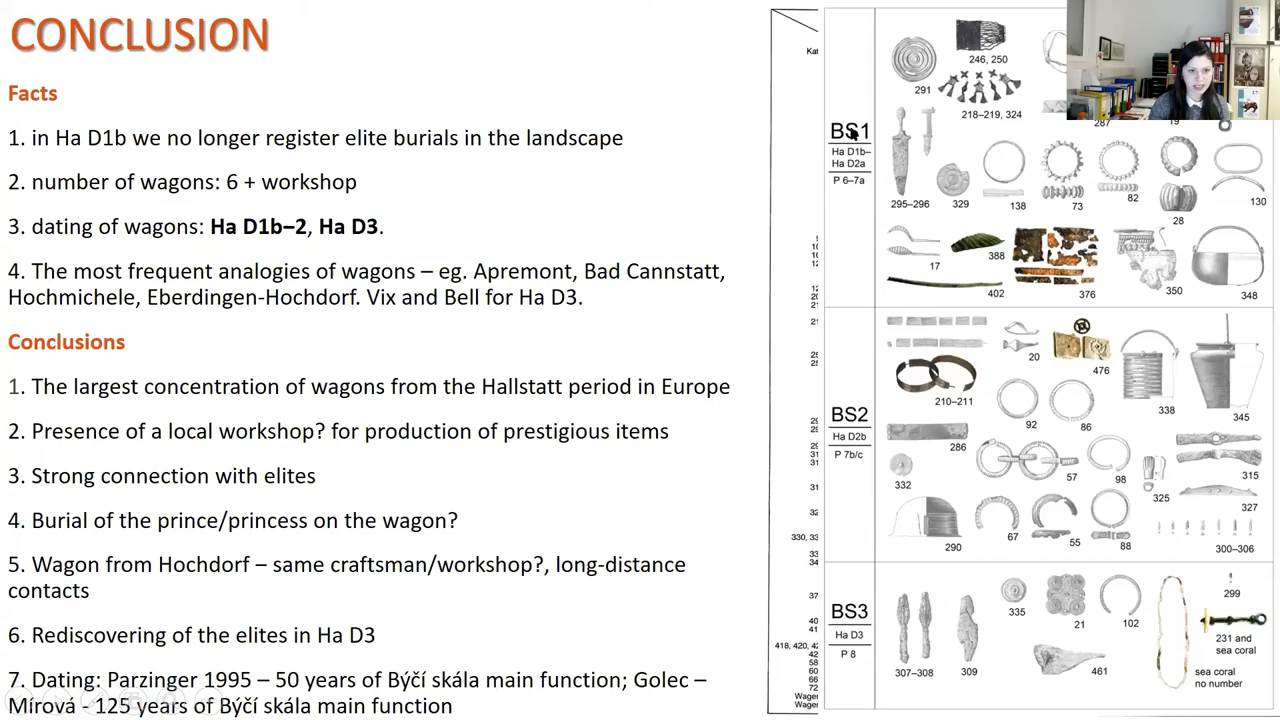 CONCLUSION
Facts
1. in Ha D1b we no longer register elite burials in the landscape
2. number of wagons: 6 + workshop
3. dating of wagons: Ha D1b–2, Ha D3.
4. The most frequent analogies of wagons – eg. Apremont, Bad Cannstatt,
Hochmichele, Eberdingen-Hochdorf. Vix and Bell for Ha D3.
Conclusions
1. The largest concentration of wagons from the Hallstatt period in Europe
2. Presence of a local workshop? for production of prestigious items
3. Strong connection with elites
4. Burial of the prince/princess on the wagon?
5. Wagon from Hochdorf – same craftsman/workshop?, long-distance
contacts
6. Rediscovering of the elites in Ha D3
7. Dating: Parzinger 1995 – 50 years of Býčí skála main function; Golec –
Mírová - 125 years of Býčí skála main function
BS1
Ha D1b–
Ha D2a
P 6–7a
291
246, 250
218–219, 324
287
295–296
329
138
73
82
28
130
17
388
402
376
350
348
BS2
Ha D2b
P 7b/c
20
476
210–211
338
345
92
86
286
332
57
98
325
315
327
290
67
55
88
300–306
BS3
Ha D3
P 8
307–308
309
335
21
102
299
461
231 and
sea coral
sea coral
no number
330, 33
418, 420, 42
Wage
Wage